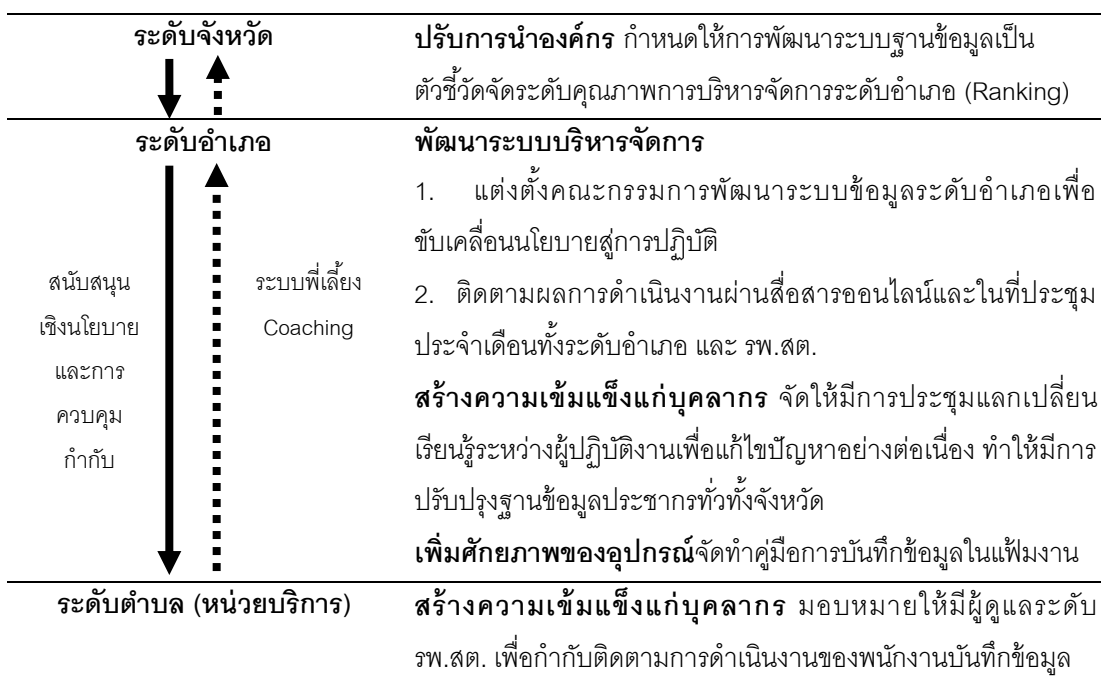 ระดับจังหวัด
ปรับการนำองค์กร กำหนดให้การพัฒนาระบบฐานข้อมูลเป็น
ตัวชี้วัดจัดระดับคุณภาพการบริหารจัดการระดับอำเภอ (Ranking)
ระดับอำเภอ
สนับสนุน
เชิงนโยบาย
และการ
ควบคุม
กำกับ
ระบบพี่เลี้ยง
Coaching
พัฒนาระบบบริหารจัดการ
1. แต่งตั้งคณะกรรมการพัฒนาระบบข้อมูลระดับอำเภอเพื่อ
ขับเคลื่อนนโยบายสู่การปฏิบัติ
2. ติดตามผลการดำเนินงานผ่านสื่อสารออนไลน์และในที่ประชุม
ประจำเดือนทั้งระดับอำเภอ และ รพ.สต.
สร้างความเข้มแข็งแก่บุคลากร จัดให้มีการประชุมแลกเปลี่ยน
เรียนรู้ระหว่างผู้ปฏิบัติงานเพื่อแก้ไขปัญหาอย่างต่อเนื่อง ทำให้มีการ
ปรับปรุงฐานข้อมูลประชากรทั่วทั้งจังหวัด
เพิ่มศักยภาพของอุปกรณ์จัดทำคู่มือการบันทึกข้อมูลในแฟ้มงาน
ระดับตำบล (หน่วยบริการ)
สร้างความเข้มแข็งแก่บุคลากร มอบหมายให้มีผู้ดูแลระดับ
รพ.สต. เพื่อกำกับติดตามการดำเนินงานของพนักงานบันทึกข้อมูล